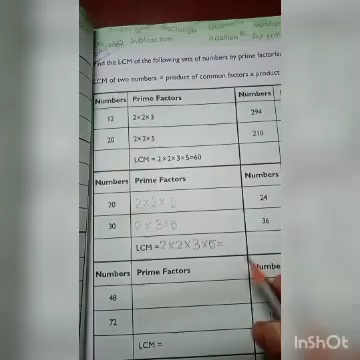 Subtraction Addition
the LCM of the following sets of numbers by prime
LCM of two numbers = product of common factors x product
Numbers Prime Factors Numbers
12 2×2×3 294
20 2×2×5 210
LCM = 2×2×3×5=60
Numbers Prime Factors Numbers
20 2×2×5 24
30 2×3×5 36
LCM = 2×2×3×5=
Numbers Prime Factors
48
72
LCM =
InShOt